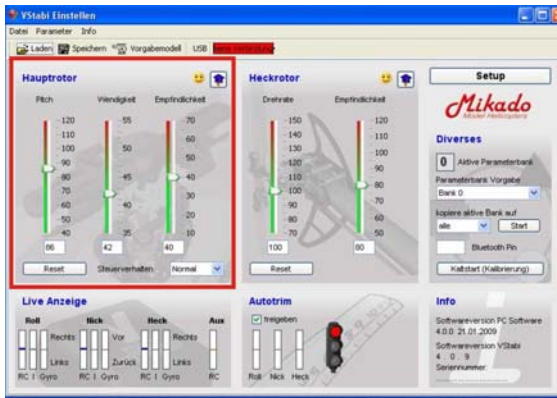 VStabi Einstellen
Datei Parameter Info
Laden Speichern Vorgabemodell USB keine Verbindung
Hauptrotor
Pitch Wendigkeit Empfindlichkeit
120 110 100 90 80 70 60 50 40
55 50 45 40 35
70 60 50 40 30 20 10
86 42 40
Reset Steuerverhalten Normal
Heckrotor
Drehrate Empfindlichkeit
150 140 130 120 110 100 90 80 70
120 110 100 90 80 70 60 50
100 80
Reset
Setup
Mikado
Model Helicopters
Diverses
0 Aktive Parameterbank
Parameterbank Vorgabe
Bank 0
kopiere aktive Bank auf
alle Start
Bluetooth Pin
Kaltstart (Kalibrierung)
Live Anzeige
Roll Nick Heck Aux
Rechts Vor Rechts
Links Zurück Links
RC I Gyro RC I Gyro RC I Gyro RC
Autotrim
freigeben
Roll Nick Heck
Info
Softwareversion PC Software
4.0.0 21.01.2009
Softwareversion VStabi
4 . 0 . 9
Seriennummer: